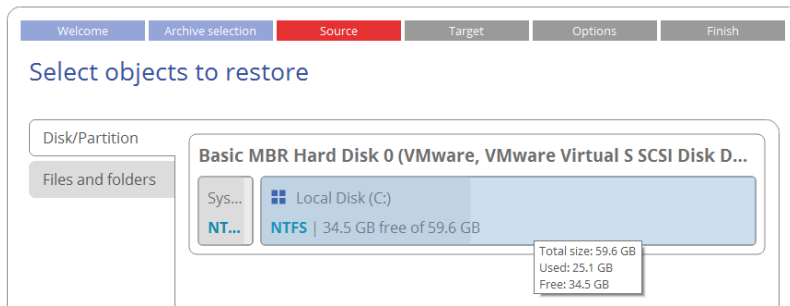 Welcome
Archive selection
Source
Target
Options
Finish
Select objects to restore
Disk/Partition
Files and folders
Basic MBR Hard Disk 0 (VMware, VMware Virtual S SCSI Disk D...
Sys...
NT...
Local Disk (C:)
NTFS | 34.5 GB free of 59.6 GB
Total size: 59.6 GB
Used: 25.1 GB
Free: 34.5 GB